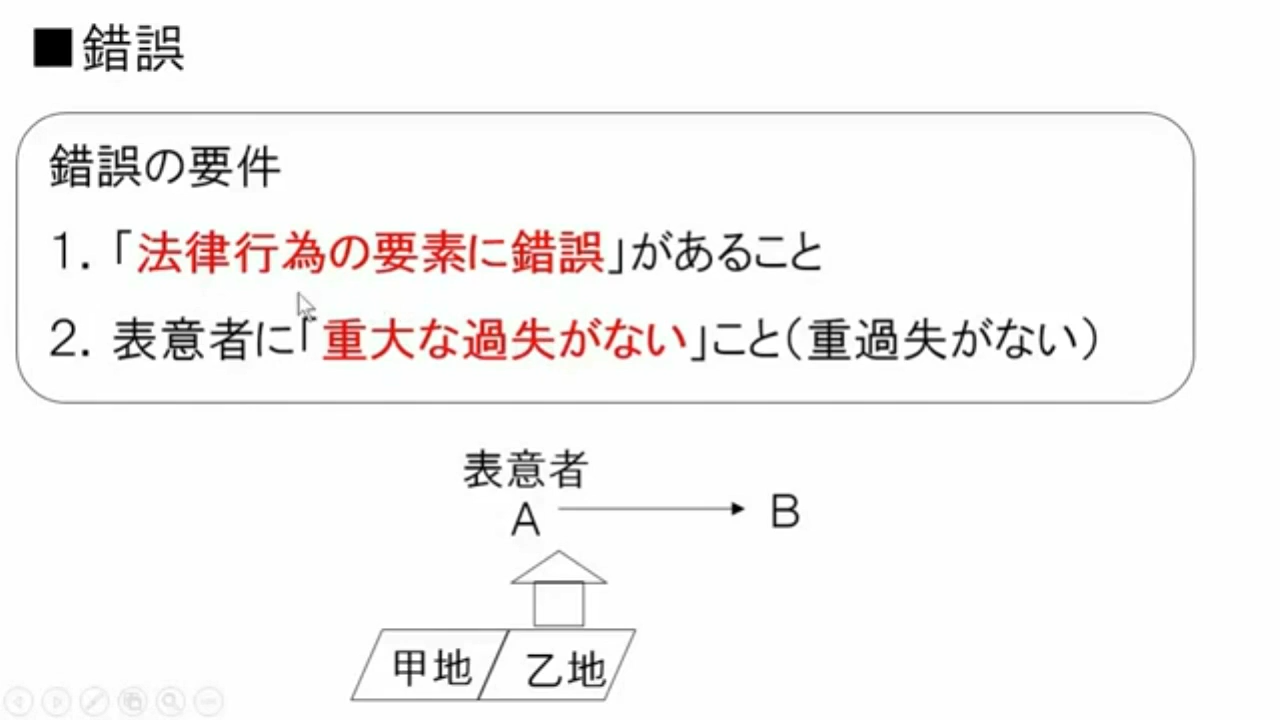 ■錯誤
錯誤の要件
1. 「法律行為の要素に錯誤」があること
2. 表意者に「重大な過失がない」こと(重過失がない)
表意者
A
B
甲地
乙地